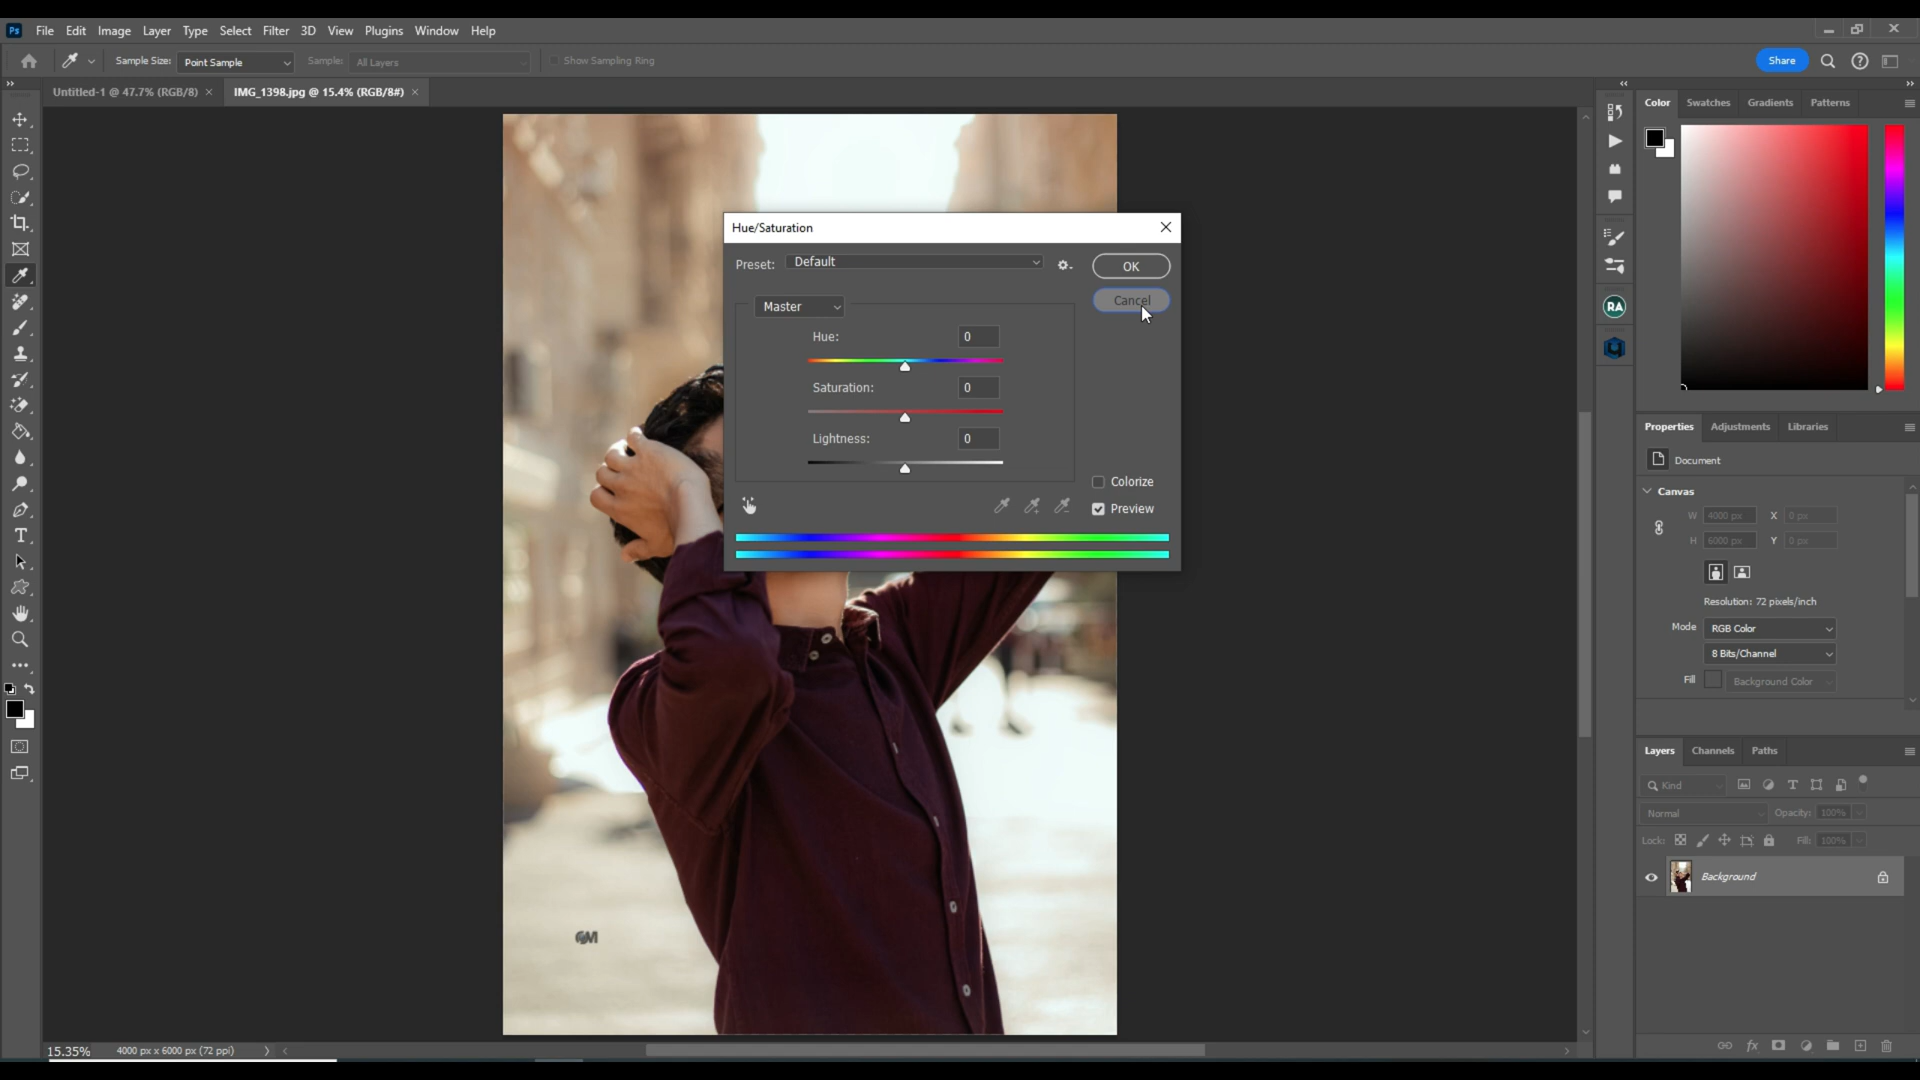 Ps File Edit Image Layer Type Select Filter 3D View Plugins Window Help
Sample Size: Point Sample Sample: All Layers Show Sampling Ring Share
Untitled-1 @ 47.7% (RGB/8) × IMG_1398.jpg @ 15.4% (RGB/8#) ×
Color Swatches Gradients Patterns
Hue/Saturation
Preset: Default OK
Cancel
Master
Hue: 0
Saturation: 0
Lightness: 0
Colorize
Preview
RA
Properties Adjustments Libraries
Document
Canvas
W 4000 px X 0 px
H 6000 px Y 0 px
Resolution: 72 pixels/inch
Mode RGB Color
8 Bits/Channel
Fill Background Color
Layers Channels Paths
Kind
Normal Opacity: 100%
Lock: Fill: 100%
Background
fx
15.35% 4000 px x 6000 px (72 ppi)